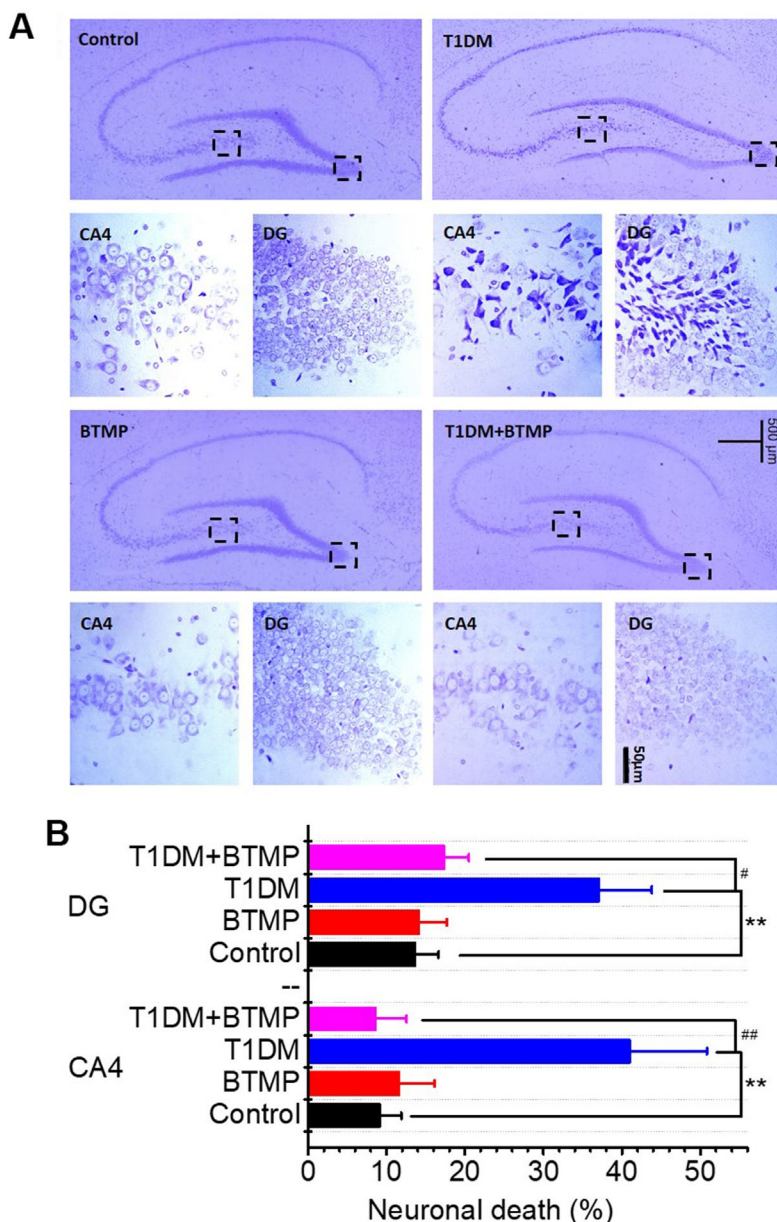 A
Control
T1DM
CA4
DG
CA4
DG
BTMP
T1DM+BTMP
500 µm
CA4
DG
CA4
DG
50µm
B
DG
T1DM+BTMP
T1DM
BTMP
Control
#
**
--
CA4
T1DM+BTMP
T1DM
BTMP
Control
##
**
0 10 20 30 40 50
Neuronal death (%)